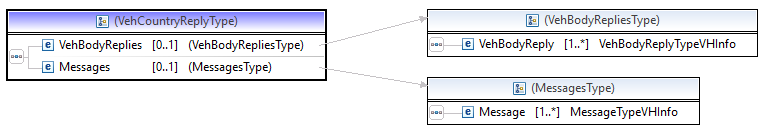 (VehCountryReplyType)
VehBodyReplies [0..1] (VehBodyRepliesType)
Messages [0..1] (MessagesType)
(VehBodyRepliesType)
VehBodyReply [1..*] VehBodyReplyTypeVHInfo
(MessagesType)
Message [1..*] MessageTypeVHInfo